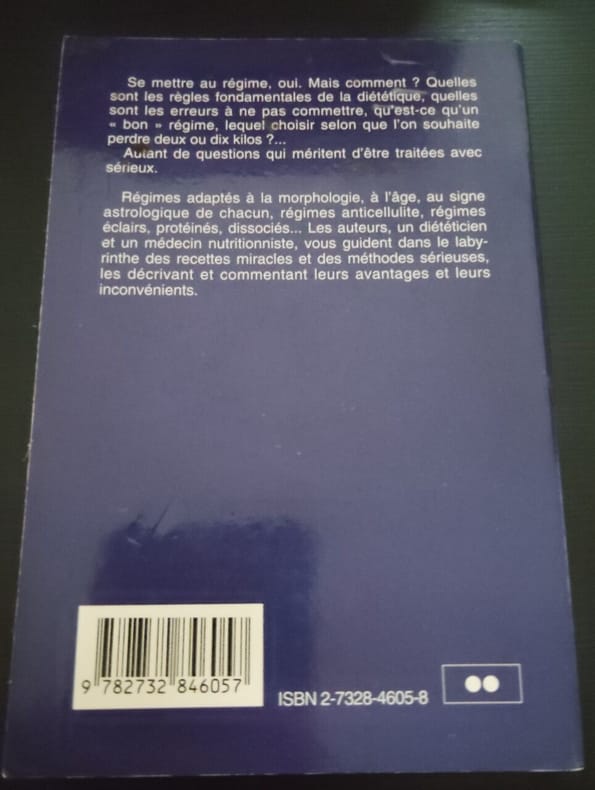 Se mettre au régime, oui. Mais comment ? Quelles
sont les règles fondamentales de la diététique, quelles
sont les erreurs à ne pas commettre, qu'est-ce qu'un
« bon » régime, lequel choisir selon que l'on souhaite
perdre deux ou dix kilos ?...
Autant de questions qui méritent d'être traitées avec
sérieux.
Régimes adaptés à la morphologie, à l'âge, au signe
astrologique de chacun, régimes anticellulite, régimes
éclairs, protéinés, dissociés... Les auteurs, un diététicien
et un médecin nutritionniste, vous guident dans le laby-
rinthe des recettes miracles et des méthodes sérieuses,
les décrivant et commentant leurs avantages et leurs
inconvénients.
9 782732 846057
ISBN 2-7328-4605-8